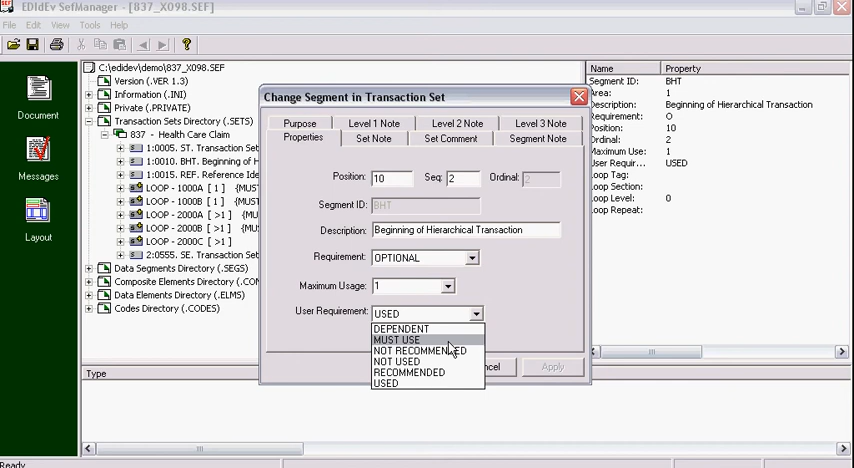 EDIdEv SefManager - [837_X098.SEF]
File Edit View Tools Help
C:\edidev\demo\837_X098.SEF
Version (.VER 1.3)
Information (.INI)
Private (.PRIVATE)
Transaction Sets Directory (.SETS)
837 - Health Care Claim
1:0005. ST. Transaction Set
1:0010. BHT. Beginning of H
1:0015. REF. Reference Ide
LOOP - 1000A [ 1 ] {MUS
LOOP - 1000B [ 1 ] {MUS
LOOP - 2000A [ >1 ] {MU
LOOP - 2000B [ >1 ] {MU
LOOP - 2000C [ >1 ]
2:0555. SE. Transaction Set
Data Segments Directory (.SEGS)
Composite Elements Directory (.COM
Data Elements Directory (.ELMS)
Codes Directory (.CODES)
Document
Messages
Layout
Change Segment in Transaction Set
Purpose Level 1 Note Level 2 Note Level 3 Note
Properties Set Note Set Comment Segment Note
Position: 10 Seq: 2 Ordinal: 2
Segment ID: BHT
Description: Beginning of Hierarchical Transaction
Requirement: OPTIONAL
Maximum Usage: 1
User Requirement: USED
DEPENDENT
MUST USE
NOT RECOMMENDED
NOT USED
RECOMMENDED
USED
ncel Apply
Name Property
Segment ID: BHT
Area: 1
Description: Beginning of Hierarchical Transaction
Requirement: O
Position: 10
Ordinal: 2
Maximum Use: 1
User Requir... USED
Loop Tag:
Loop Section:
Loop Level: 0
Loop Repeat:
Type
Ready